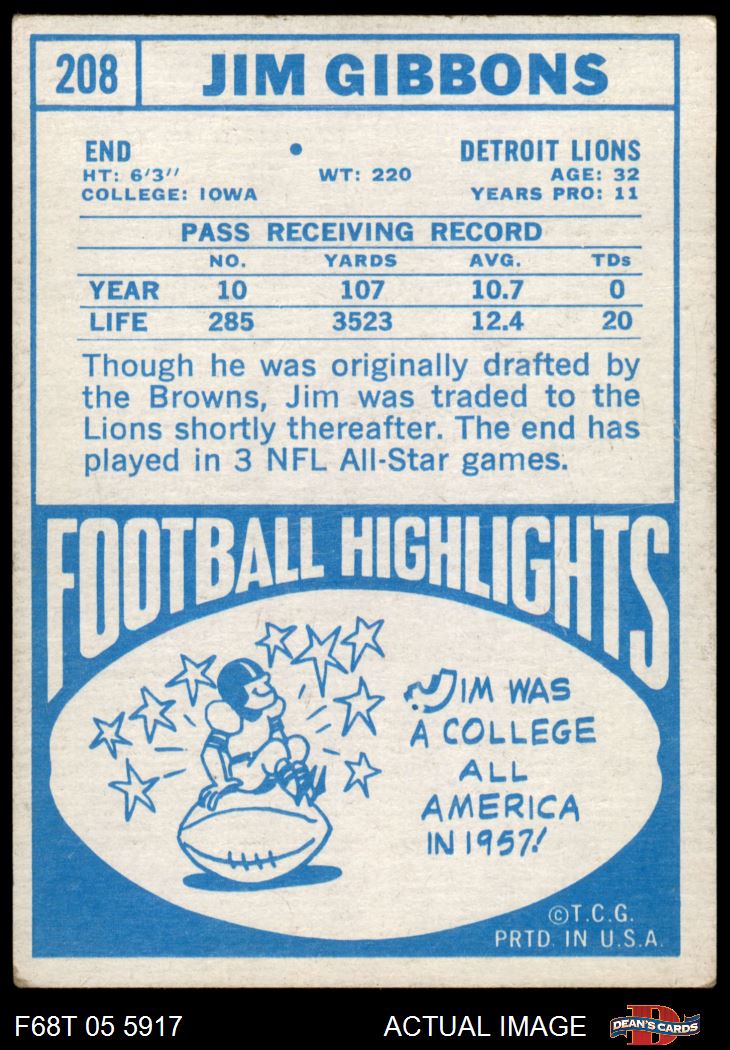 208 JIM GIBBONS
END • DETROIT LIONS
HT: 6'3" WT: 220 AGE: 32
COLLEGE: IOWA YEARS PRO: 11
PASS RECEIVING RECORD
NO. YARDS AVG. TDs
YEAR 10 107 10.7 0
LIFE 285 3523 12.4 20
Though he was originally drafted by
the Browns, Jim was traded to the
Lions shortly thereafter. The end has
played in 3 NFL All-Star games.
FOOTBALL HIGHLIGHTS
JIM WAS
A COLLEGE
ALL
AMERICA
IN 1957!
©T.C.G.
PRTD. IN U.S.A.
F68T 05 5917 ACTUAL IMAGE DEAN'S CARDS